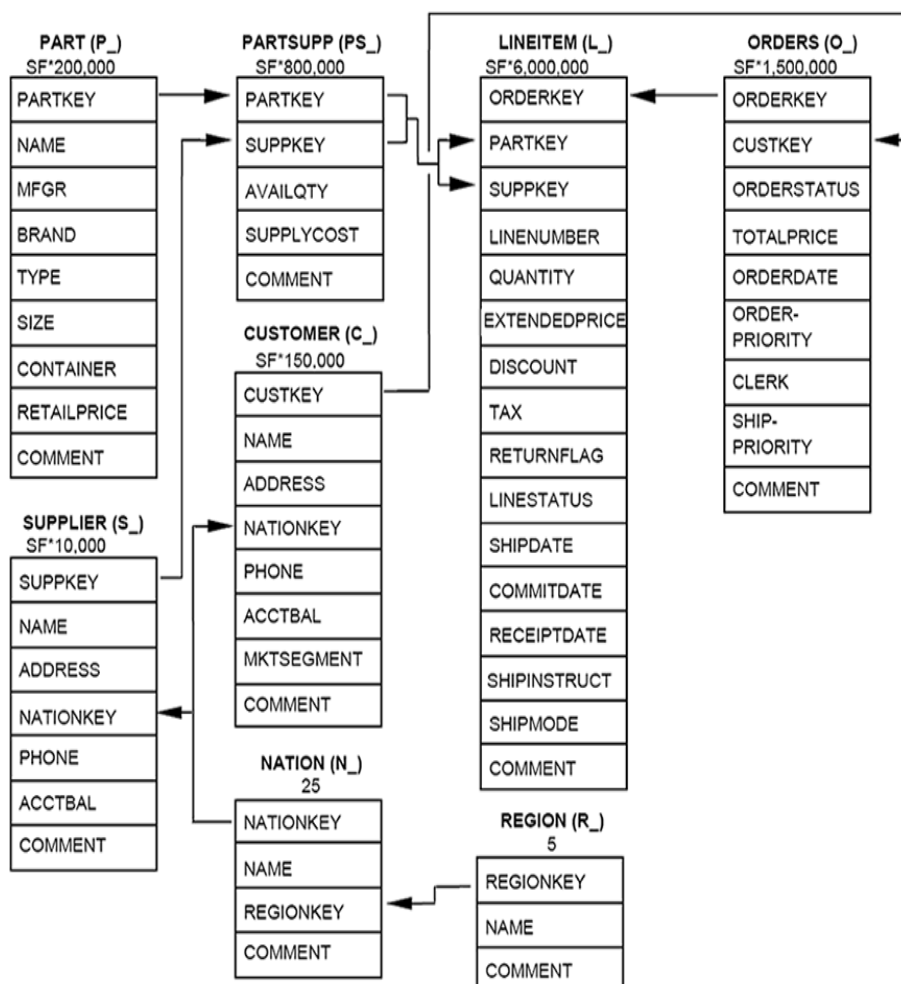 PART (P_)
SF*200,000
PARTKEY
NAME
MFGR
BRAND
TYPE
SIZE
CONTAINER
RETAILPRICE
COMMENT
SUPPLIER (S_)
SF*10,000
SUPPKEY
NAME
ADDRESS
NATIONKEY
PHONE
ACCTBAL
COMMENT
PARTSUPP (PS_)
SF*800,000
PARTKEY
SUPPKEY
AVAILQTY
SUPPLYCOST
COMMENT
CUSTOMER (C_)
SF*150,000
CUSTKEY
NAME
ADDRESS
NATIONKEY
PHONE
ACCTBAL
MKTSEGMENT
COMMENT
NATION (N_)
25
NATIONKEY
NAME
REGIONKEY
COMMENT
LINEITEM (L_)
SF*6,000,000
ORDERKEY
PARTKEY
SUPPKEY
LINENUMBER
QUANTITY
EXTENDEDPRICE
DISCOUNT
TAX
RETURNFLAG
LINESTATUS
SHIPDATE
COMMITDATE
RECEIPTDATE
SHIPINSTRUCT
SHIPMODE
COMMENT
REGION (R_)
5
REGIONKEY
NAME
COMMENT
ORDERS (O_)
SF*1,500,000
ORDERKEY
CUSTKEY
ORDERSTATUS
TOTALPRICE
ORDERDATE
ORDER-
PRIORITY
CLERK
SHIP-
PRIORITY
COMMENT